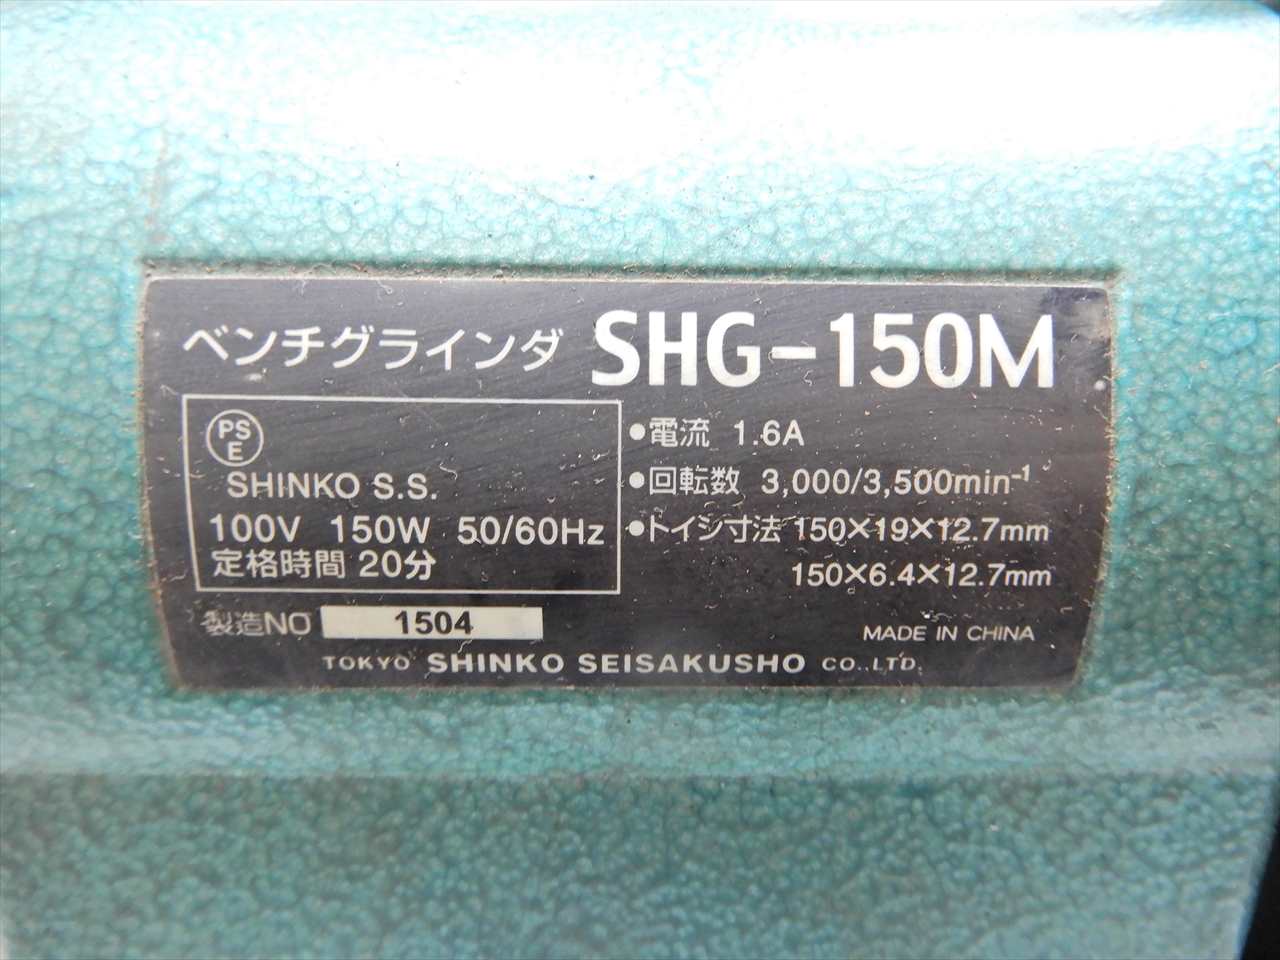 ベンチグラインダ SHG-150M
PS
E
SHINKO S.S.
100V 150W 50/60Hz
定格時間 20分
●電流 1.6A
●回転数 3,000/3,500min⁻¹
●トイシ寸法 150×19×12.7mm
150×6.4×12.7mm
製造NO 1504
MADE IN CHINA
TOKYO SHINKO SEISAKUSHO CO.,LTD.